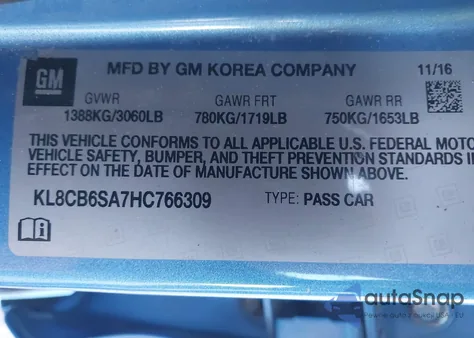 GM
MFD BY GM KOREA COMPANY 11/16
GVWR GAWR FRT GAWR RR
1388KG/3060LB 780KG/1719LB 750KG/1653LB
THIS VEHICLE CONFORMS TO ALL APPLICABLE U.S. FEDERAL MOTO
VEHICLE SAFETY, BUMPER, AND THEFT PREVENTION STANDARDS IN
EFFECT ON THE DATE OF MANUFACTURE SHOWN ABOVE.
KL8CB6SA7HC766309 TYPE: PASS CAR
autoSnap